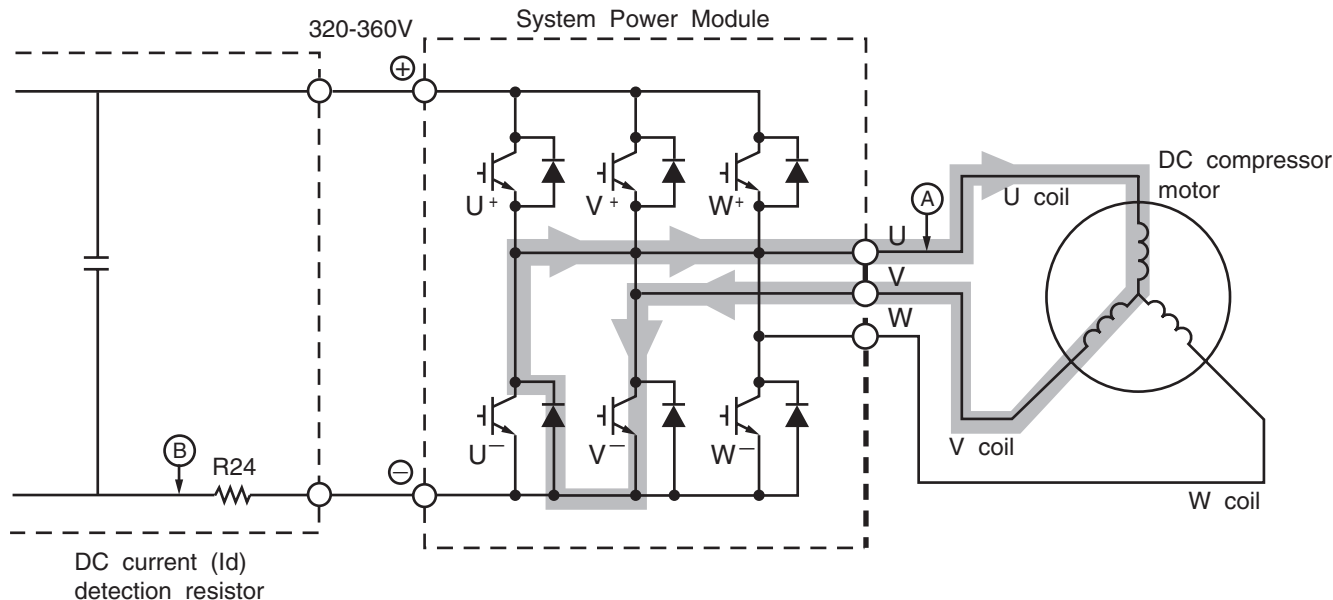 320-360V
System Power Module
⊕
U+
V+
W+
U
V
W
A
U coil
DC compressor
motor
V coil
W coil
U−
V−
W−
B
R24
⊖
DC current (Id)
detection resistor